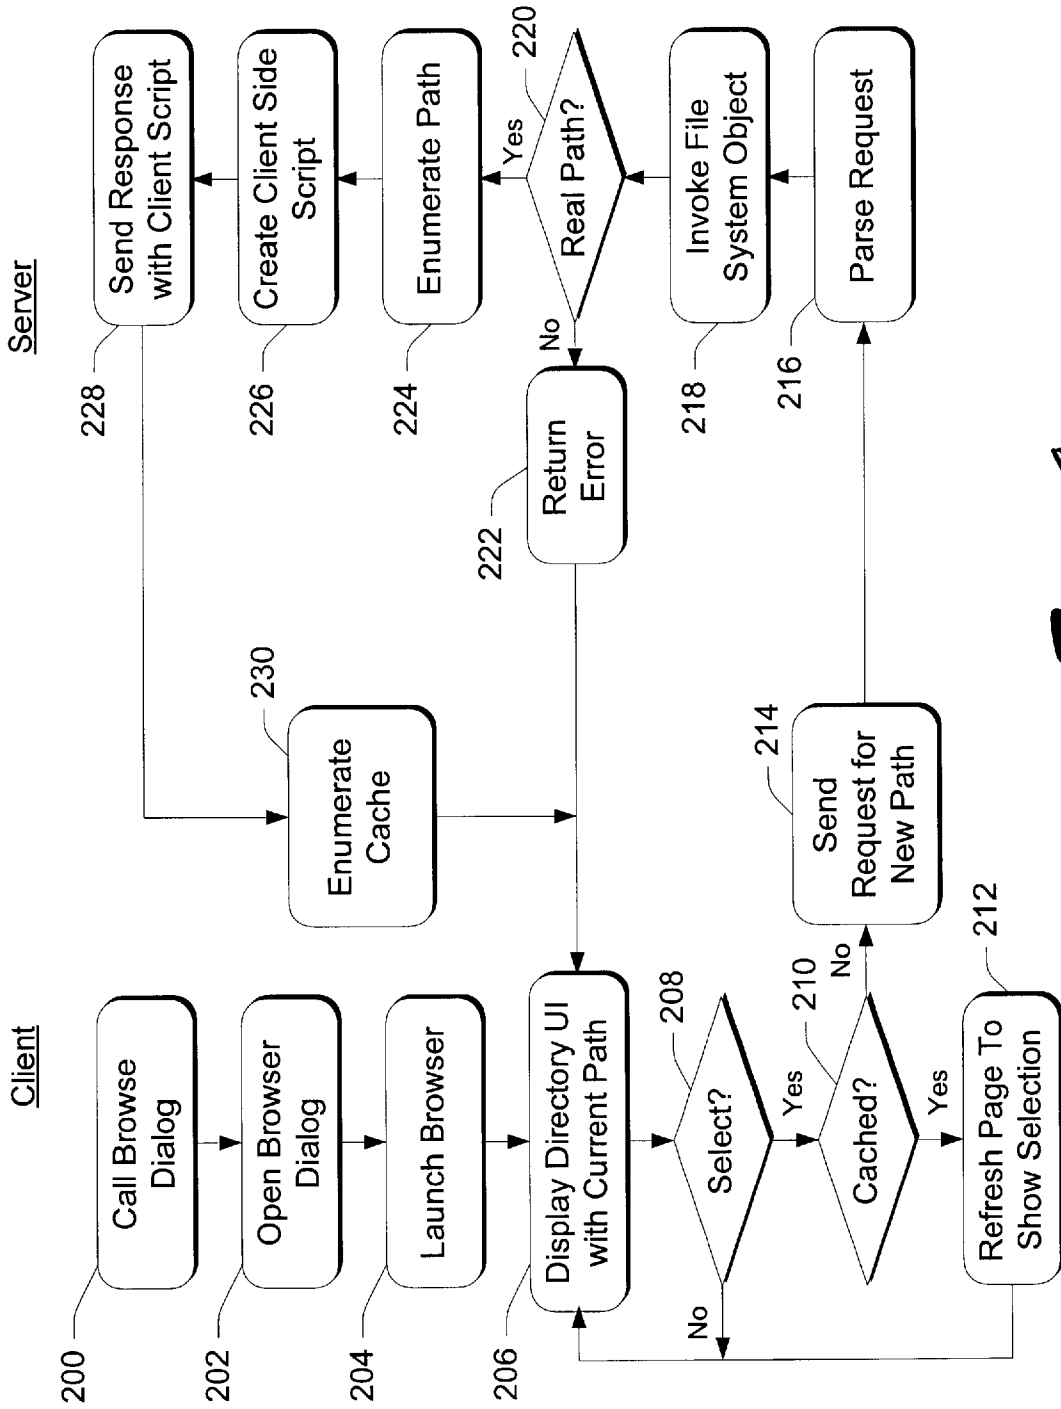 Client
Server
200
Call Browse
Dialog
202
Open Browser
Dialog
204
Launch Browser
206
Display Directory UI
with Current Path
208
Select?
No
Yes
210
Cached?
No
Yes
212
Refresh Page To
Show Selection
214
Send
Request for
New Path
216
Parse Request
218
Invoke File
System Object
220
Real Path?
No
Yes
222
Return
Error
224
Enumerate Path
226
Create Client Side
Script
228
Send Response
with Client Script
230
Enumerate
Cache